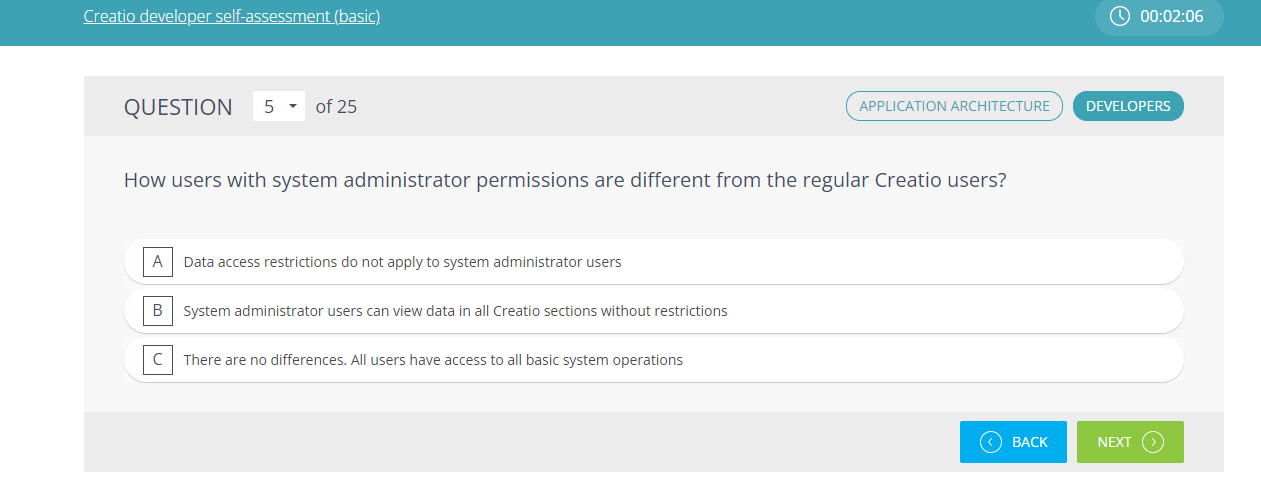 Creatio developer self-assessment (basic)
00:02:06
QUESTION 5 of 25
APPLICATION ARCHITECTURE
DEVELOPERS
How users with system administrator permissions are different from the regular Creatio users?
A Data access restrictions do not apply to system administrator users
B System administrator users can view data in all Creatio sections without restrictions
C There are no differences. All users have access to all basic system operations
BACK
NEXT